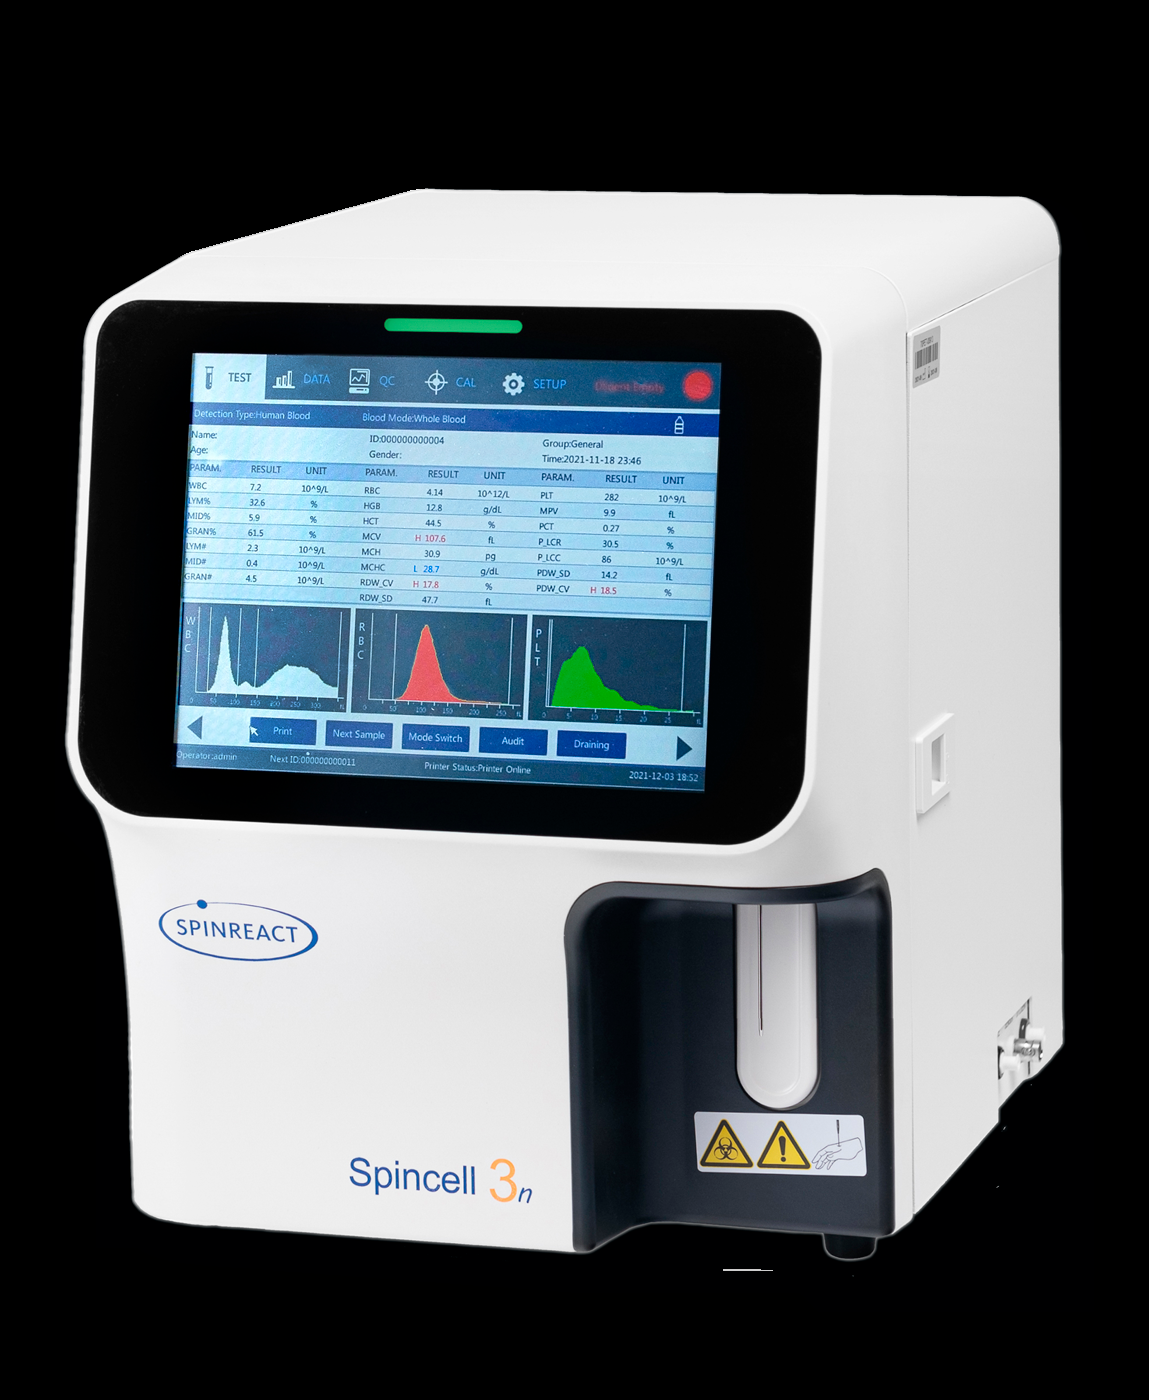 TEST DATA QC CAL SETUP
Detection Type:Human Blood Blood Mode:Whole Blood
Name: ID:000000000004 Group:General
Age: Gender: Time:2021-11-18 23:46
PARAM. RESULT UNIT PARAM. RESULT UNIT PARAM. RESULT UNIT
WBC 7.2 10^9/L RBC 4.14 10^12/L PLT 282 10^9/L
LYM% 32.6 % HGB 12.8 g/dL MPV 9.9 fL
MID% 5.9 % HCT 44.5 % PCT 0.27 %
GRAN% 61.5 % MCV H 107.6 fL P_LCR 30.5 %
LYM# 2.3 10^9/L MCH 30.9 pg P_LCC 86 10^9/L
MID# 0.4 10^9/L MCHC L 28.7 g/dL PDW_SD 14.2 fL
GRAN# 4.5 10^9/L RDW_CV H 17.8 % PDW_CV H 18.5 %
RDW_SD 47.7 fL
WBC RBC PLT
Print Next Sample Mode Switch Audit Draining
Operator:admin Next ID:000000000011 Printer Status:Printer Online 2021-12-03 18:52
SPINREACT
Spincell 3n